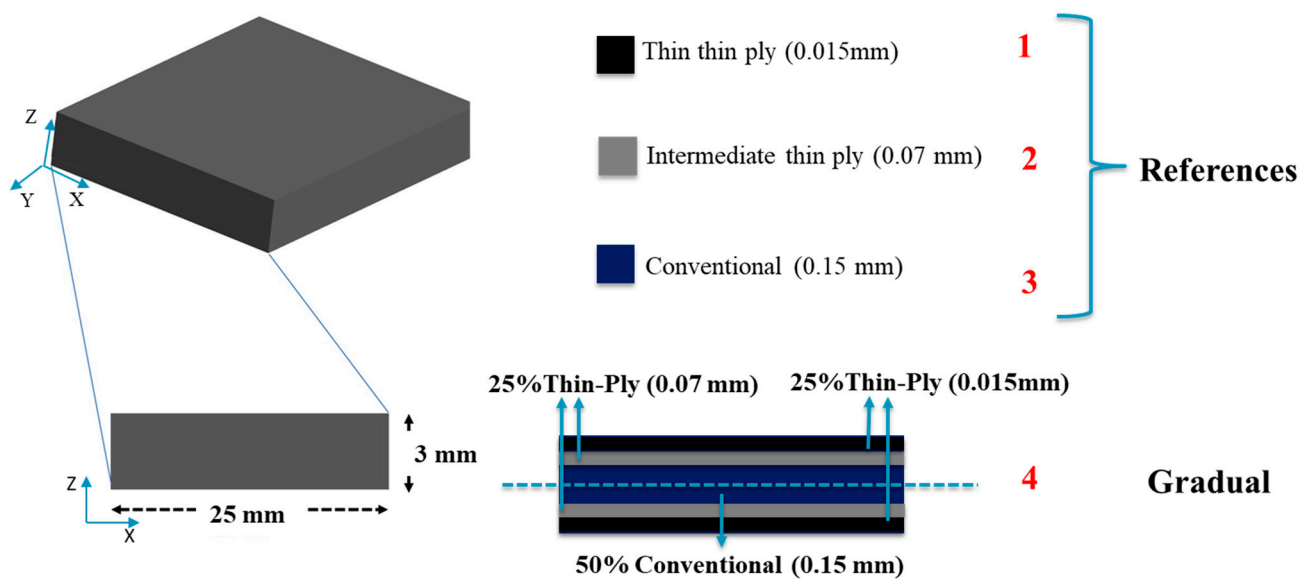 Z
Y
X
Thin thin ply (0.015mm)
1
Intermediate thin ply (0.07 mm)
2
References
Conventional (0.15 mm)
3
25%Thin-Ply (0.07 mm)
25%Thin-Ply (0.015mm)
3 mm
Z
X
25 mm
4
Gradual
50% Conventional (0.15 mm)